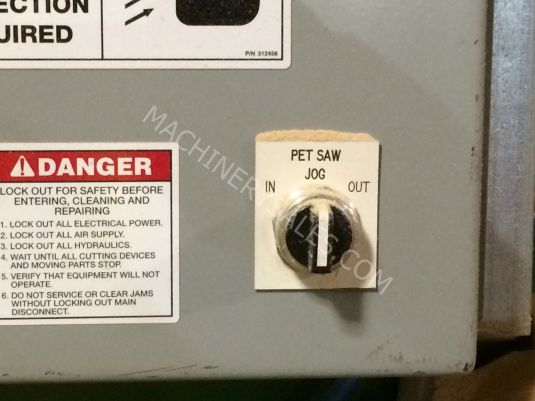 ECTION
UIRED
P/N 312456
DANGER
LOCK OUT FOR SAFETY BEFORE
ENTERING, CLEANING AND
REPAIRING
1. LOCK OUT ALL ELECTRICAL POWER.
2. LOCK OUT ALL AIR SUPPLY.
3. LOCK OUT ALL HYDRAULICS.
4. WAIT UNTIL ALL CUTTING DEVICES
AND MOVING PARTS STOP.
5. VERIFY THAT EQUIPMENT WILL NOT
OPERATE.
6. DO NOT SERVICE OR CLEAR JAMS
WITHOUT LOCKING OUT MAIN
DISCONNECT.
PET SAW
JOG
IN OUT
MACHINERYSALES.COM